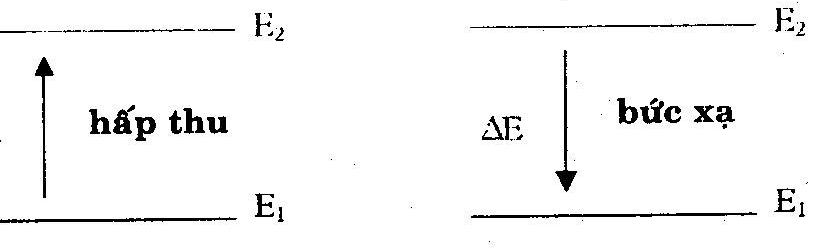 E₂
hấp thu
E₁
E₂
ΔE
bức xạ
E₁